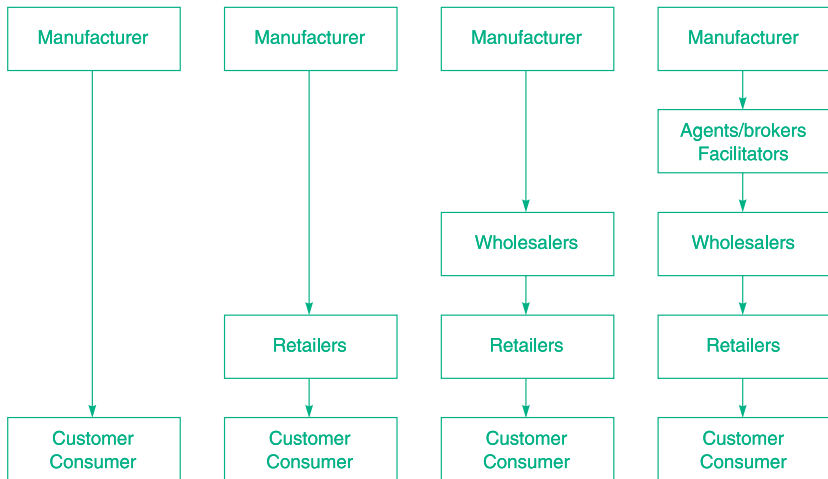 Manufacturer
Manufacturer
Manufacturer
Manufacturer
Agents/brokers
Facilitators
Wholesalers
Wholesalers
Retailers
Retailers
Retailers
Customer
Consumer
Customer
Consumer
Customer
Consumer
Customer
Consumer